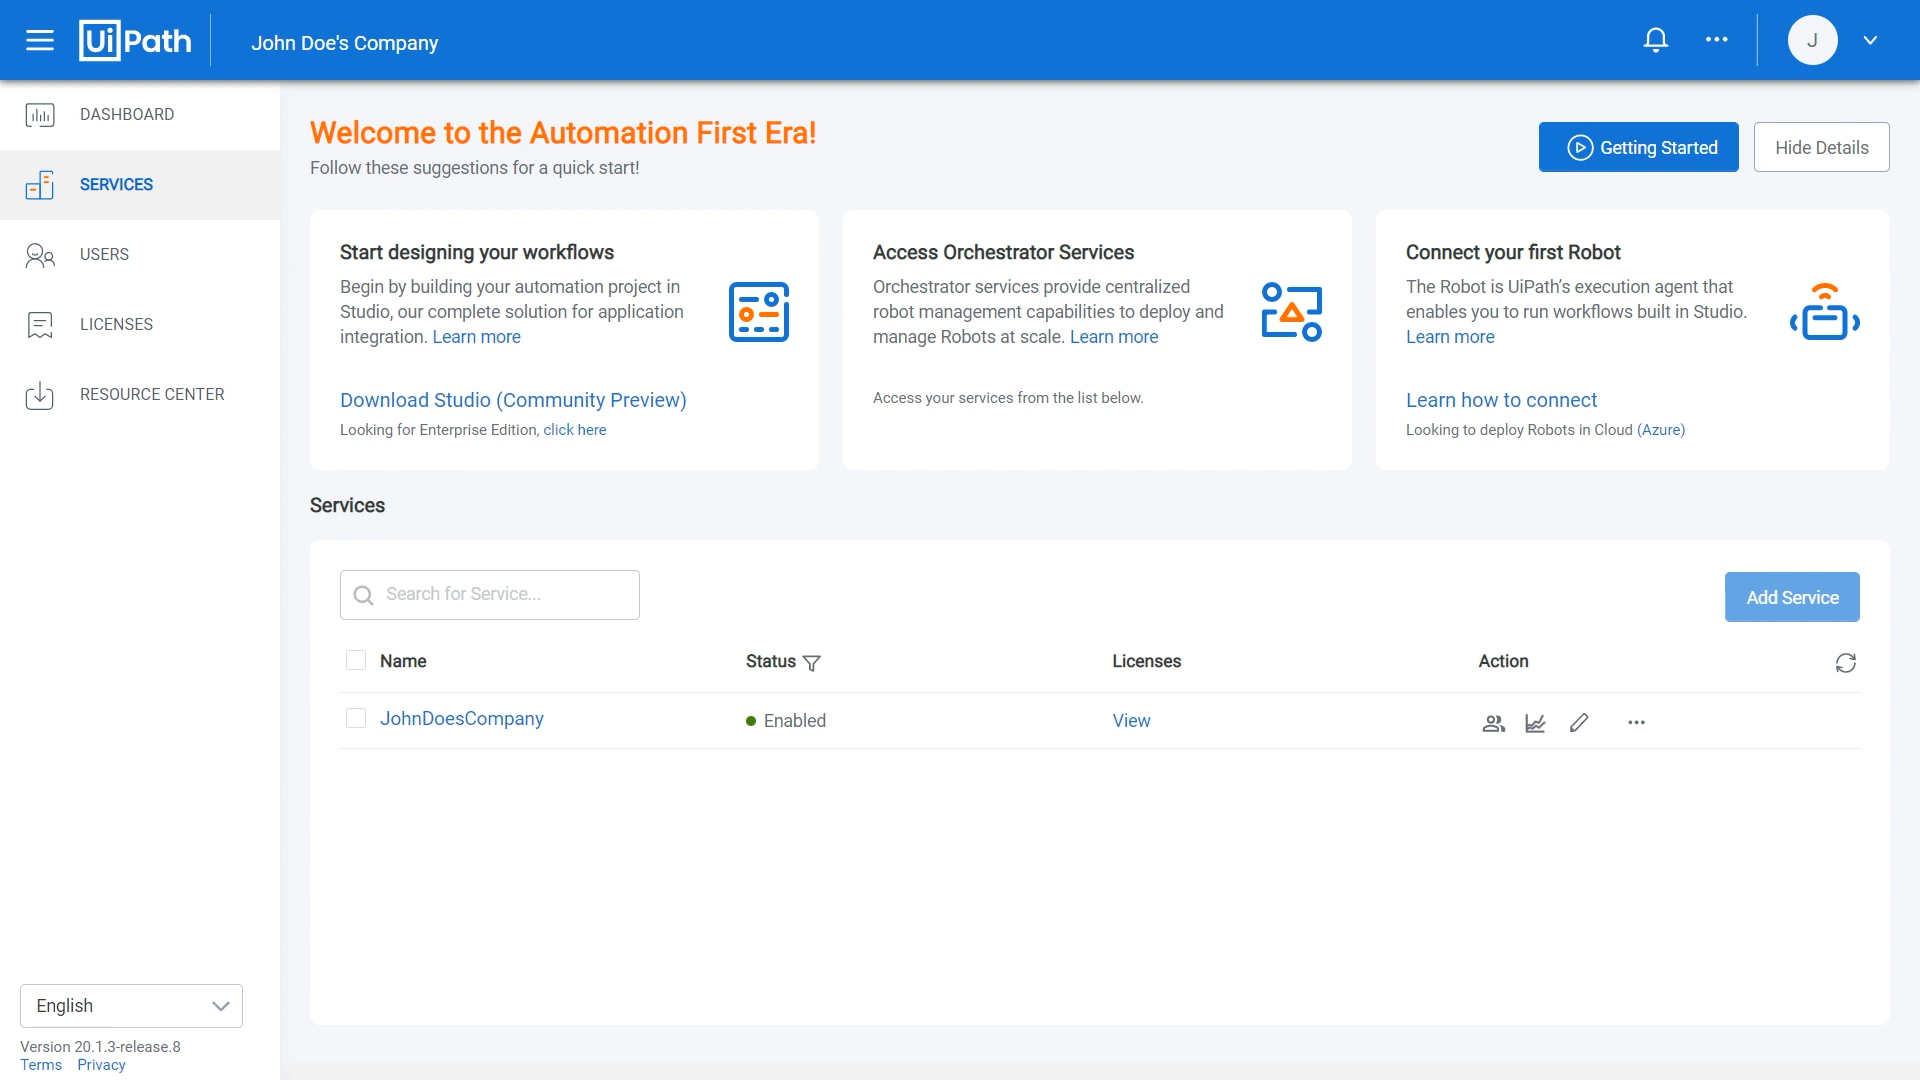 UiPath
John Doe's Company
J
DASHBOARD
SERVICES
USERS
LICENSES
RESOURCE CENTER
English
Version 20.1.3-release.8
Terms Privacy
Welcome to the Automation First Era!
Follow these suggestions for a quick start!
Getting Started
Hide Details
Start designing your workflows
Begin by building your automation project in
Studio, our complete solution for application
integration. Learn more
Download Studio (Community Preview)
Looking for Enterprise Edition, click here
Access Orchestrator Services
Orchestrator services provide centralized
robot management capabilities to deploy and
manage Robots at scale. Learn more
Access your services from the list below.
Connect your first Robot
The Robot is UiPath’s execution agent that
enables you to run workflows built in Studio.
Learn more
Learn how to connect
Looking to deploy Robots in Cloud (Azure)
Services
Search for Service...
Add Service
Name Status Licenses Action
JohnDoesCompany Enabled View